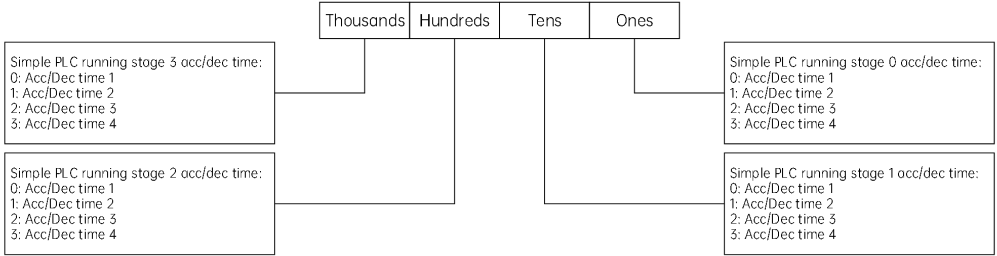 Thousands Hundreds Tens Ones
Simple PLC running stage 3 acc/dec time:
0: Acc/Dec time 1
1: Acc/Dec time 2
2: Acc/Dec time 3
3: Acc/Dec time 4
Simple PLC running stage 0 acc/dec time:
0: Acc/Dec time 1
1: Acc/Dec time 2
2: Acc/Dec time 3
3: Acc/Dec time 4
Simple PLC running stage 2 acc/dec time:
0: Acc/Dec time 1
1: Acc/Dec time 2
2: Acc/Dec time 3
3: Acc/Dec time 4
Simple PLC running stage 1 acc/dec time:
0: Acc/Dec time 1
1: Acc/Dec time 2
2: Acc/Dec time 3
3: Acc/Dec time 4